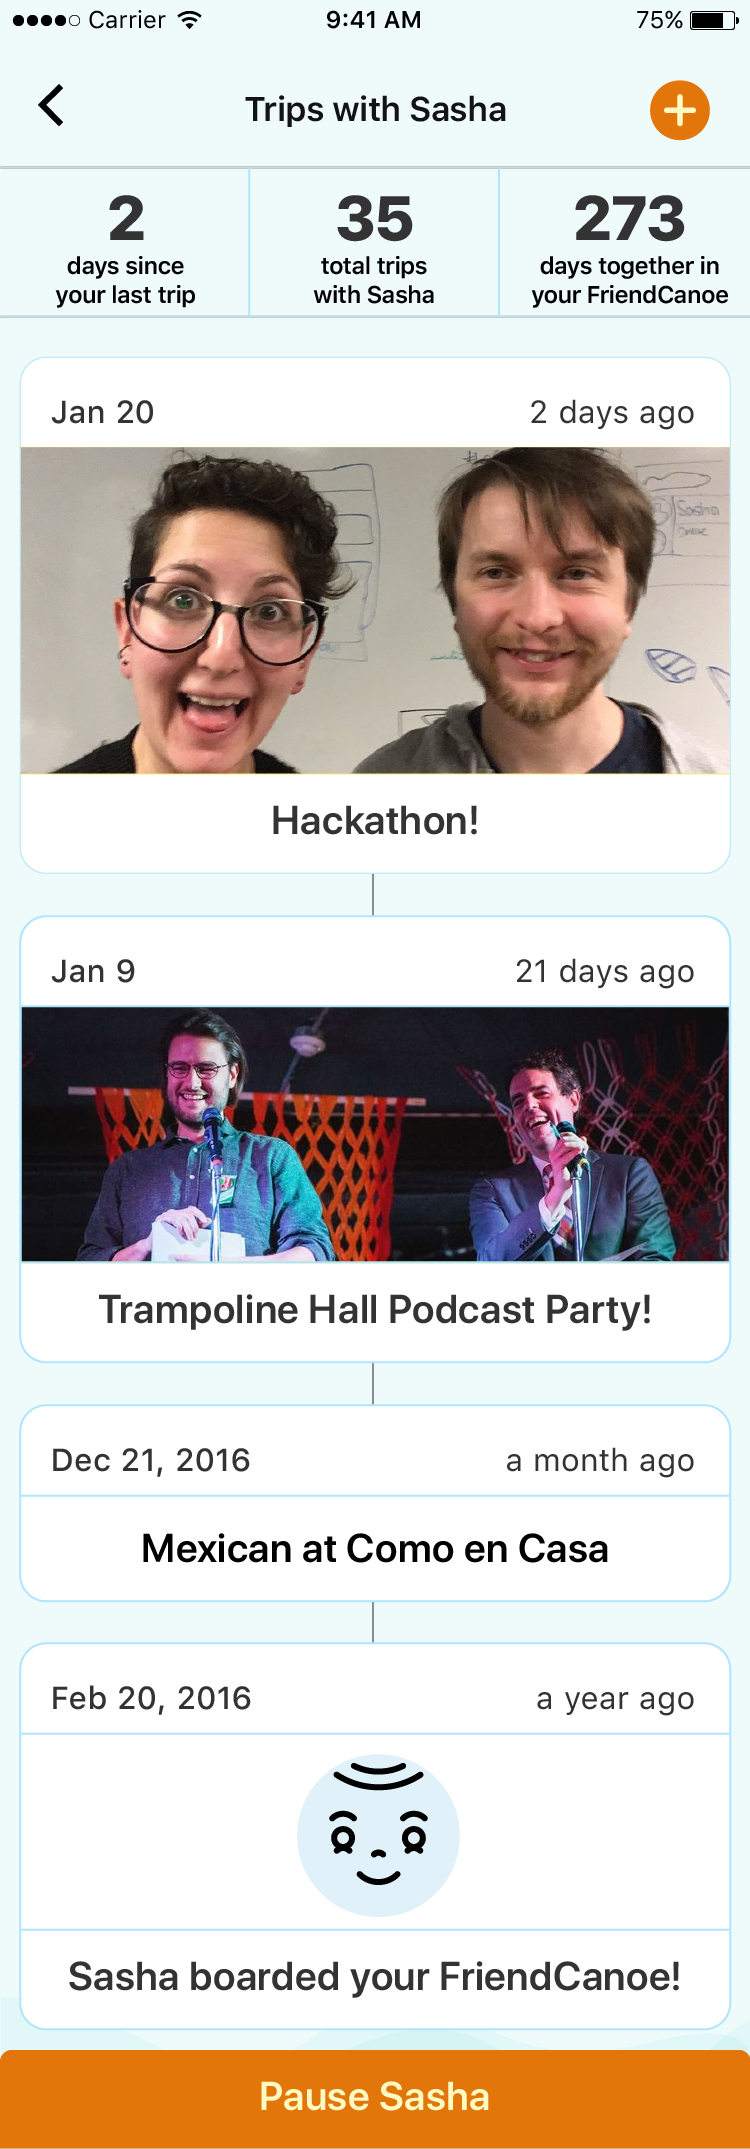 Carrier 9:41 AM 75%
Trips with Sasha
2
days since
your last trip
35
total trips
with Sasha
273
days together in
your FriendCanoe
Jan 20 2 days ago
Sasha
Hackathon!
Jan 9 21 days ago
Trampoline Hall Podcast Party!
Dec 21, 2016 a month ago
Mexican at Como en Casa
Feb 20, 2016 a year ago
Sasha boarded your FriendCanoe!
Pause Sasha